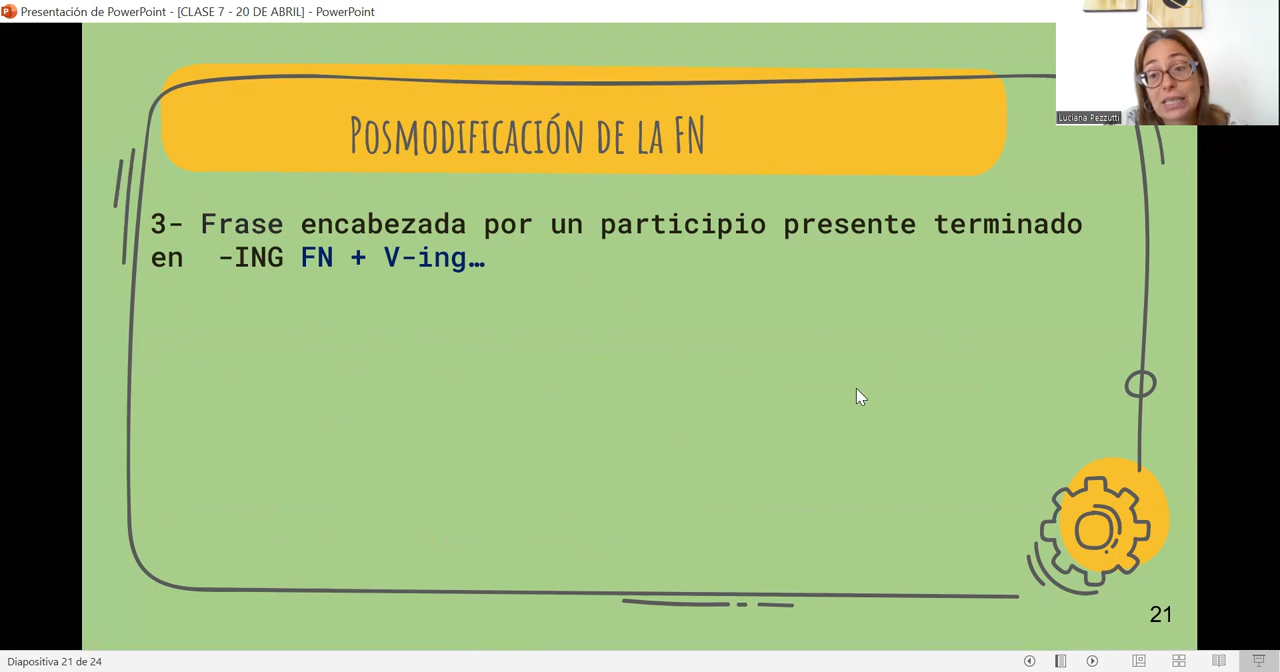 Presentación de PowerPoint - [CLASE 7 - 20 DE ABRIL] - PowerPoint
Luciana Pezzutti
Posmodificación de la FN
3- Frase encabezada por un participio presente terminado
en -ING FN + V-ing…
21
Diapositiva 21 de 24